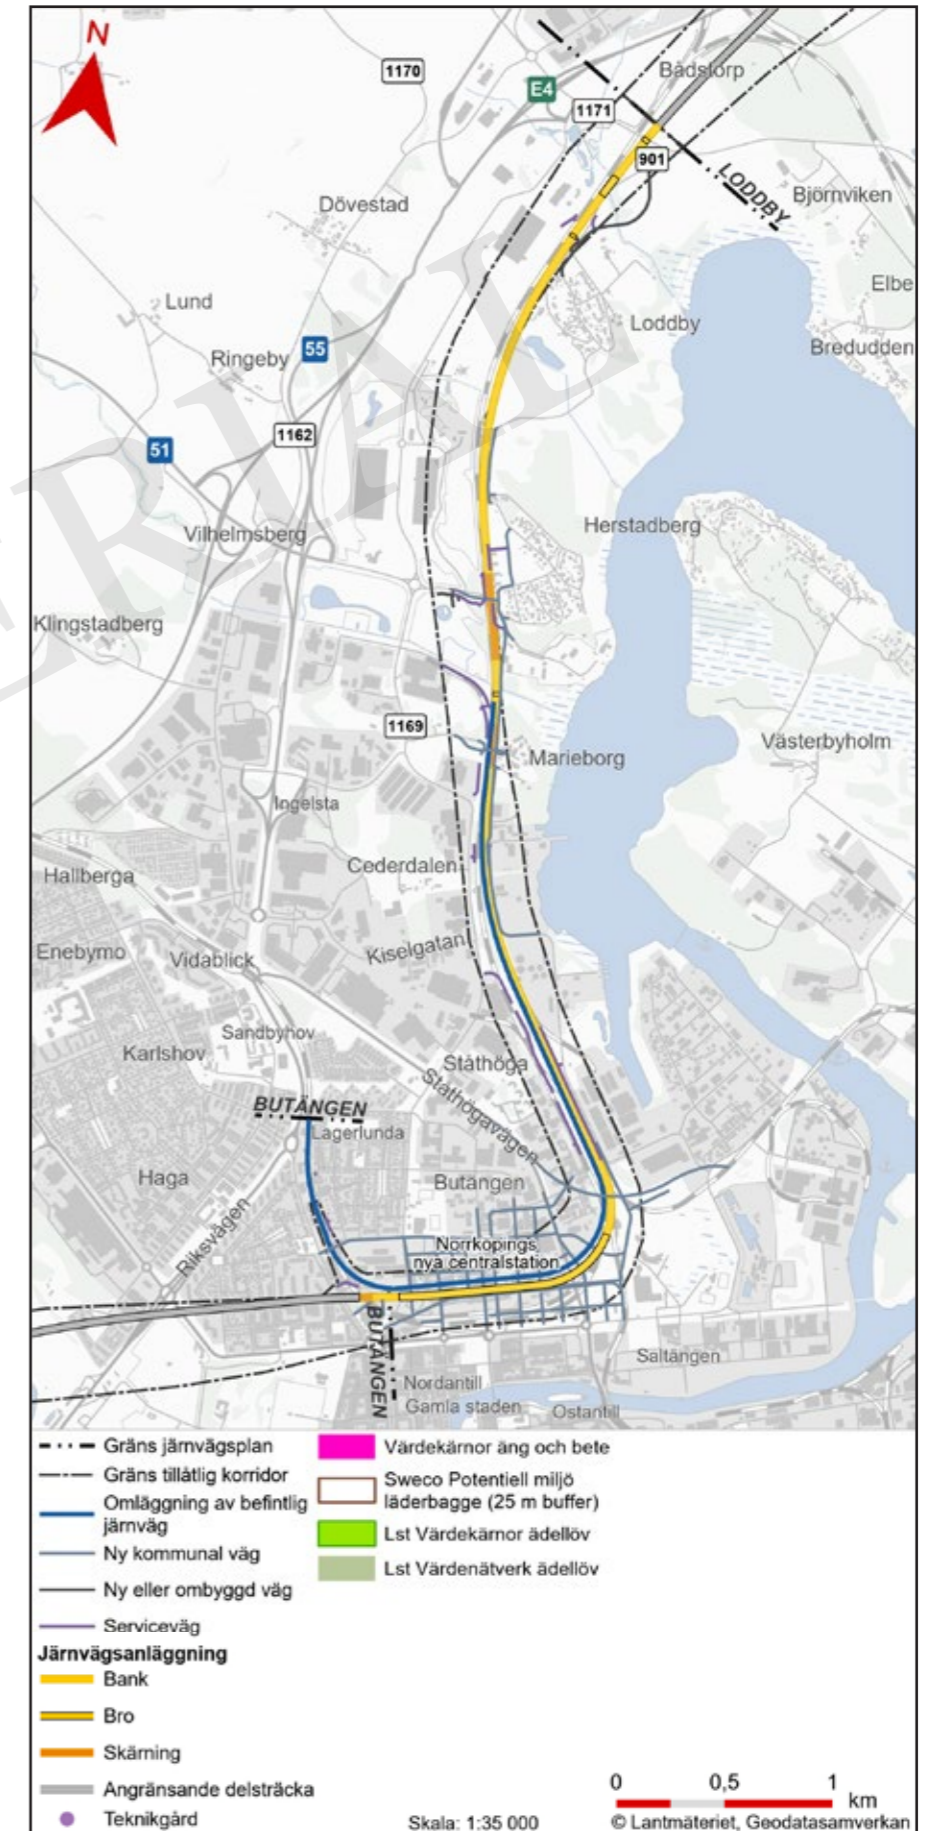 N
1170
E4
Bådstorp
1171
901
LODDBY
Björnviken
Dövestad
Elbe
Lund
Loddby
Ringeby
55
Bredudden
1162
51
Herstadberg
Vilhelmsberg
Klingstadberg
1169
Västerbyholm
Marieborg
Ingelsta
Cederdalen
Hallberga
Kiselgatan
Enebymo
Vidablick
Sandbyhov
Karlshov
Ståthöga
Ståthögavägen
BUTÄNGEN
Lagerlunda
Haga
Butängen
Riksvägen
Norrköpings
nya centralstation
BUTÄNGEN
Saltängen
Nordantill
Gamla staden
Östantill
ERIAL
Gräns järnvägsplan
Gräns tillåtlig korridor
Omläggning av befintlig
järnväg
Ny kommunal väg
Ny eller ombyggd väg
Serviceväg
Järnvägsanläggning
Bank
Bro
Skärning
Angränsande delsträcka
Teknikgård
Värdekärnor äng och bete
Sweco Potentiell miljö
läderbagge (25 m buffer)
Lst Värdekärnor ädellöv
Lst Värdenätverk ädellöv
0 0,5 1
km
Skala: 1:35 000
© Lantmäteriet, Geodatasamverkan